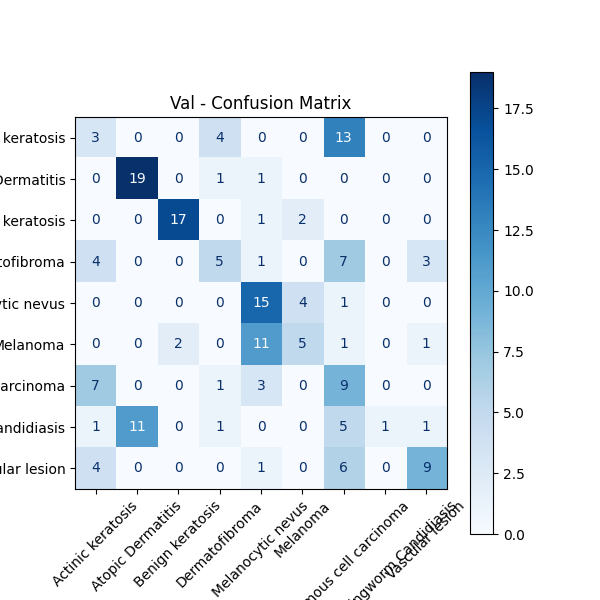 Val - Confusion Matrix
keratosis 3 0 0 4 0 0 13 0 0
Dermatitis 0 19 0 1 1 0 0 0 0
keratosis 0 0 17 0 1 2 0 0 0
tofibroma 4 0 0 5 1 0 7 0 3
tic nevus 0 0 0 0 15 4 1 0 0
Melanoma 0 0 2 0 11 5 1 0 1
arcinoma 7 0 0 1 3 0 9 0 0
andidiasis 1 11 0 1 0 0 5 1 1
lar lesion 4 0 0 0 1 0 6 0 9
Actinic keratosis
Atopic Dermatitis
Benign keratosis
Dermatofibroma
Melanocytic nevus
Melanoma
mous cell carcinoma
ngworm Candidiasis
Vascular lesion
17.5
15.0
12.5
10.0
7.5
5.0
2.5
0.0